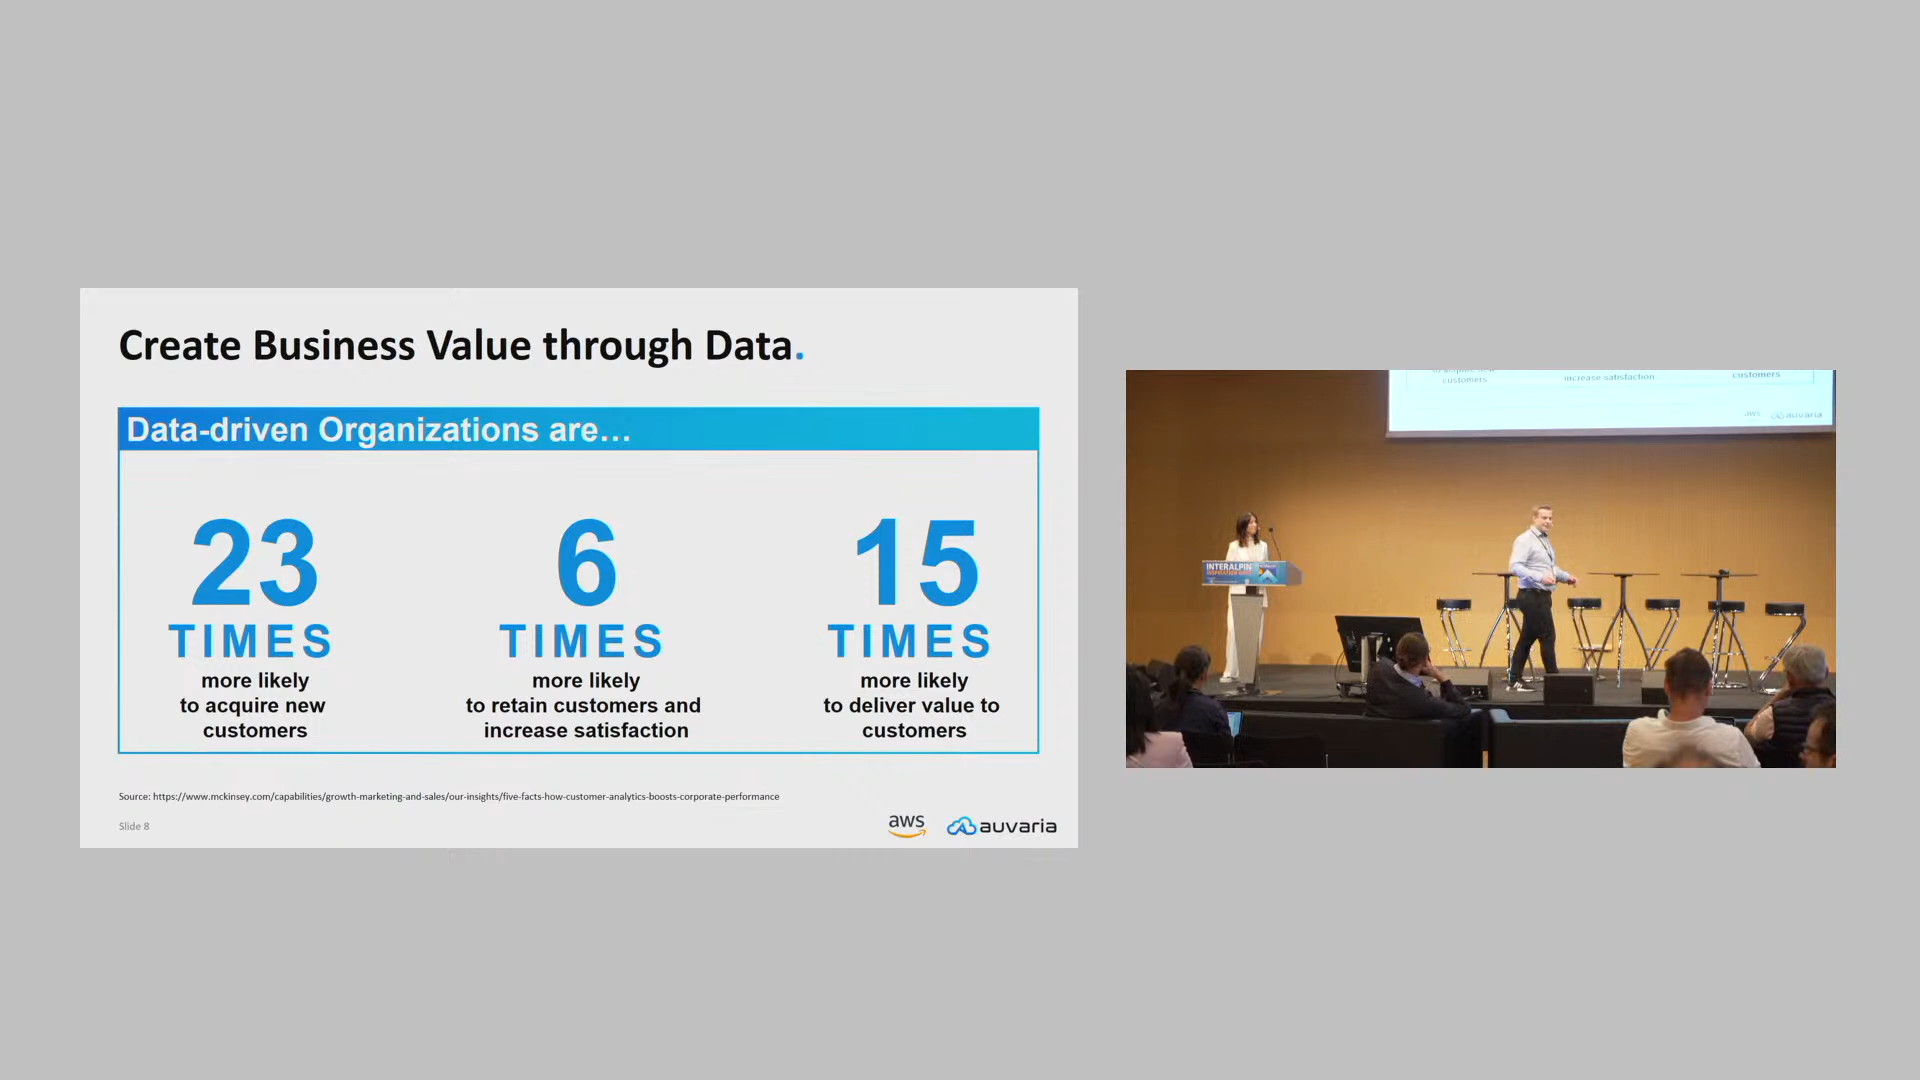 Create Business Value through Data.
Data-driven Organizations are...
23
TIMES
more likely
to acquire new
customers
6
TIMES
more likely
to retain customers and
increase satisfaction
15
TIMES
more likely
to deliver value to
customers
Source: https://www.mckinsey.com/capabilities/growth-marketing-and-sales/our-insights/five-facts-how-customer-analytics-boosts-corporate-performance
Slide 8
aws
auvaria
customers
increase satisfaction
customers
aws
auvaria
INTERALPIN